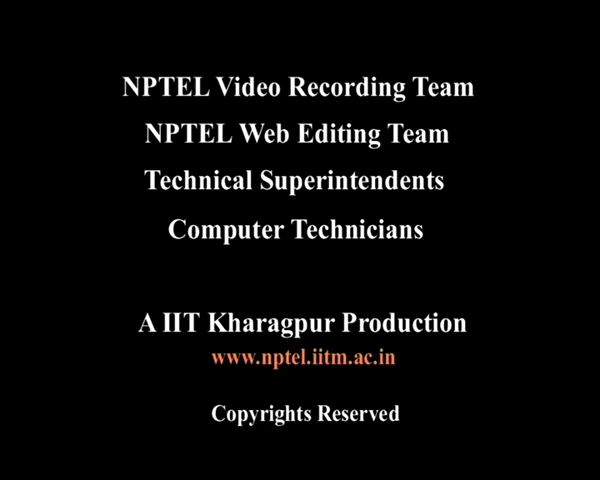 NPTEL Video Recording Team
NPTEL Web Editing Team
Technical Superintendents
Computer Technicians
A IIT Kharagpur Production
www.nptel.iitm.ac.in
Copyrights Reserved